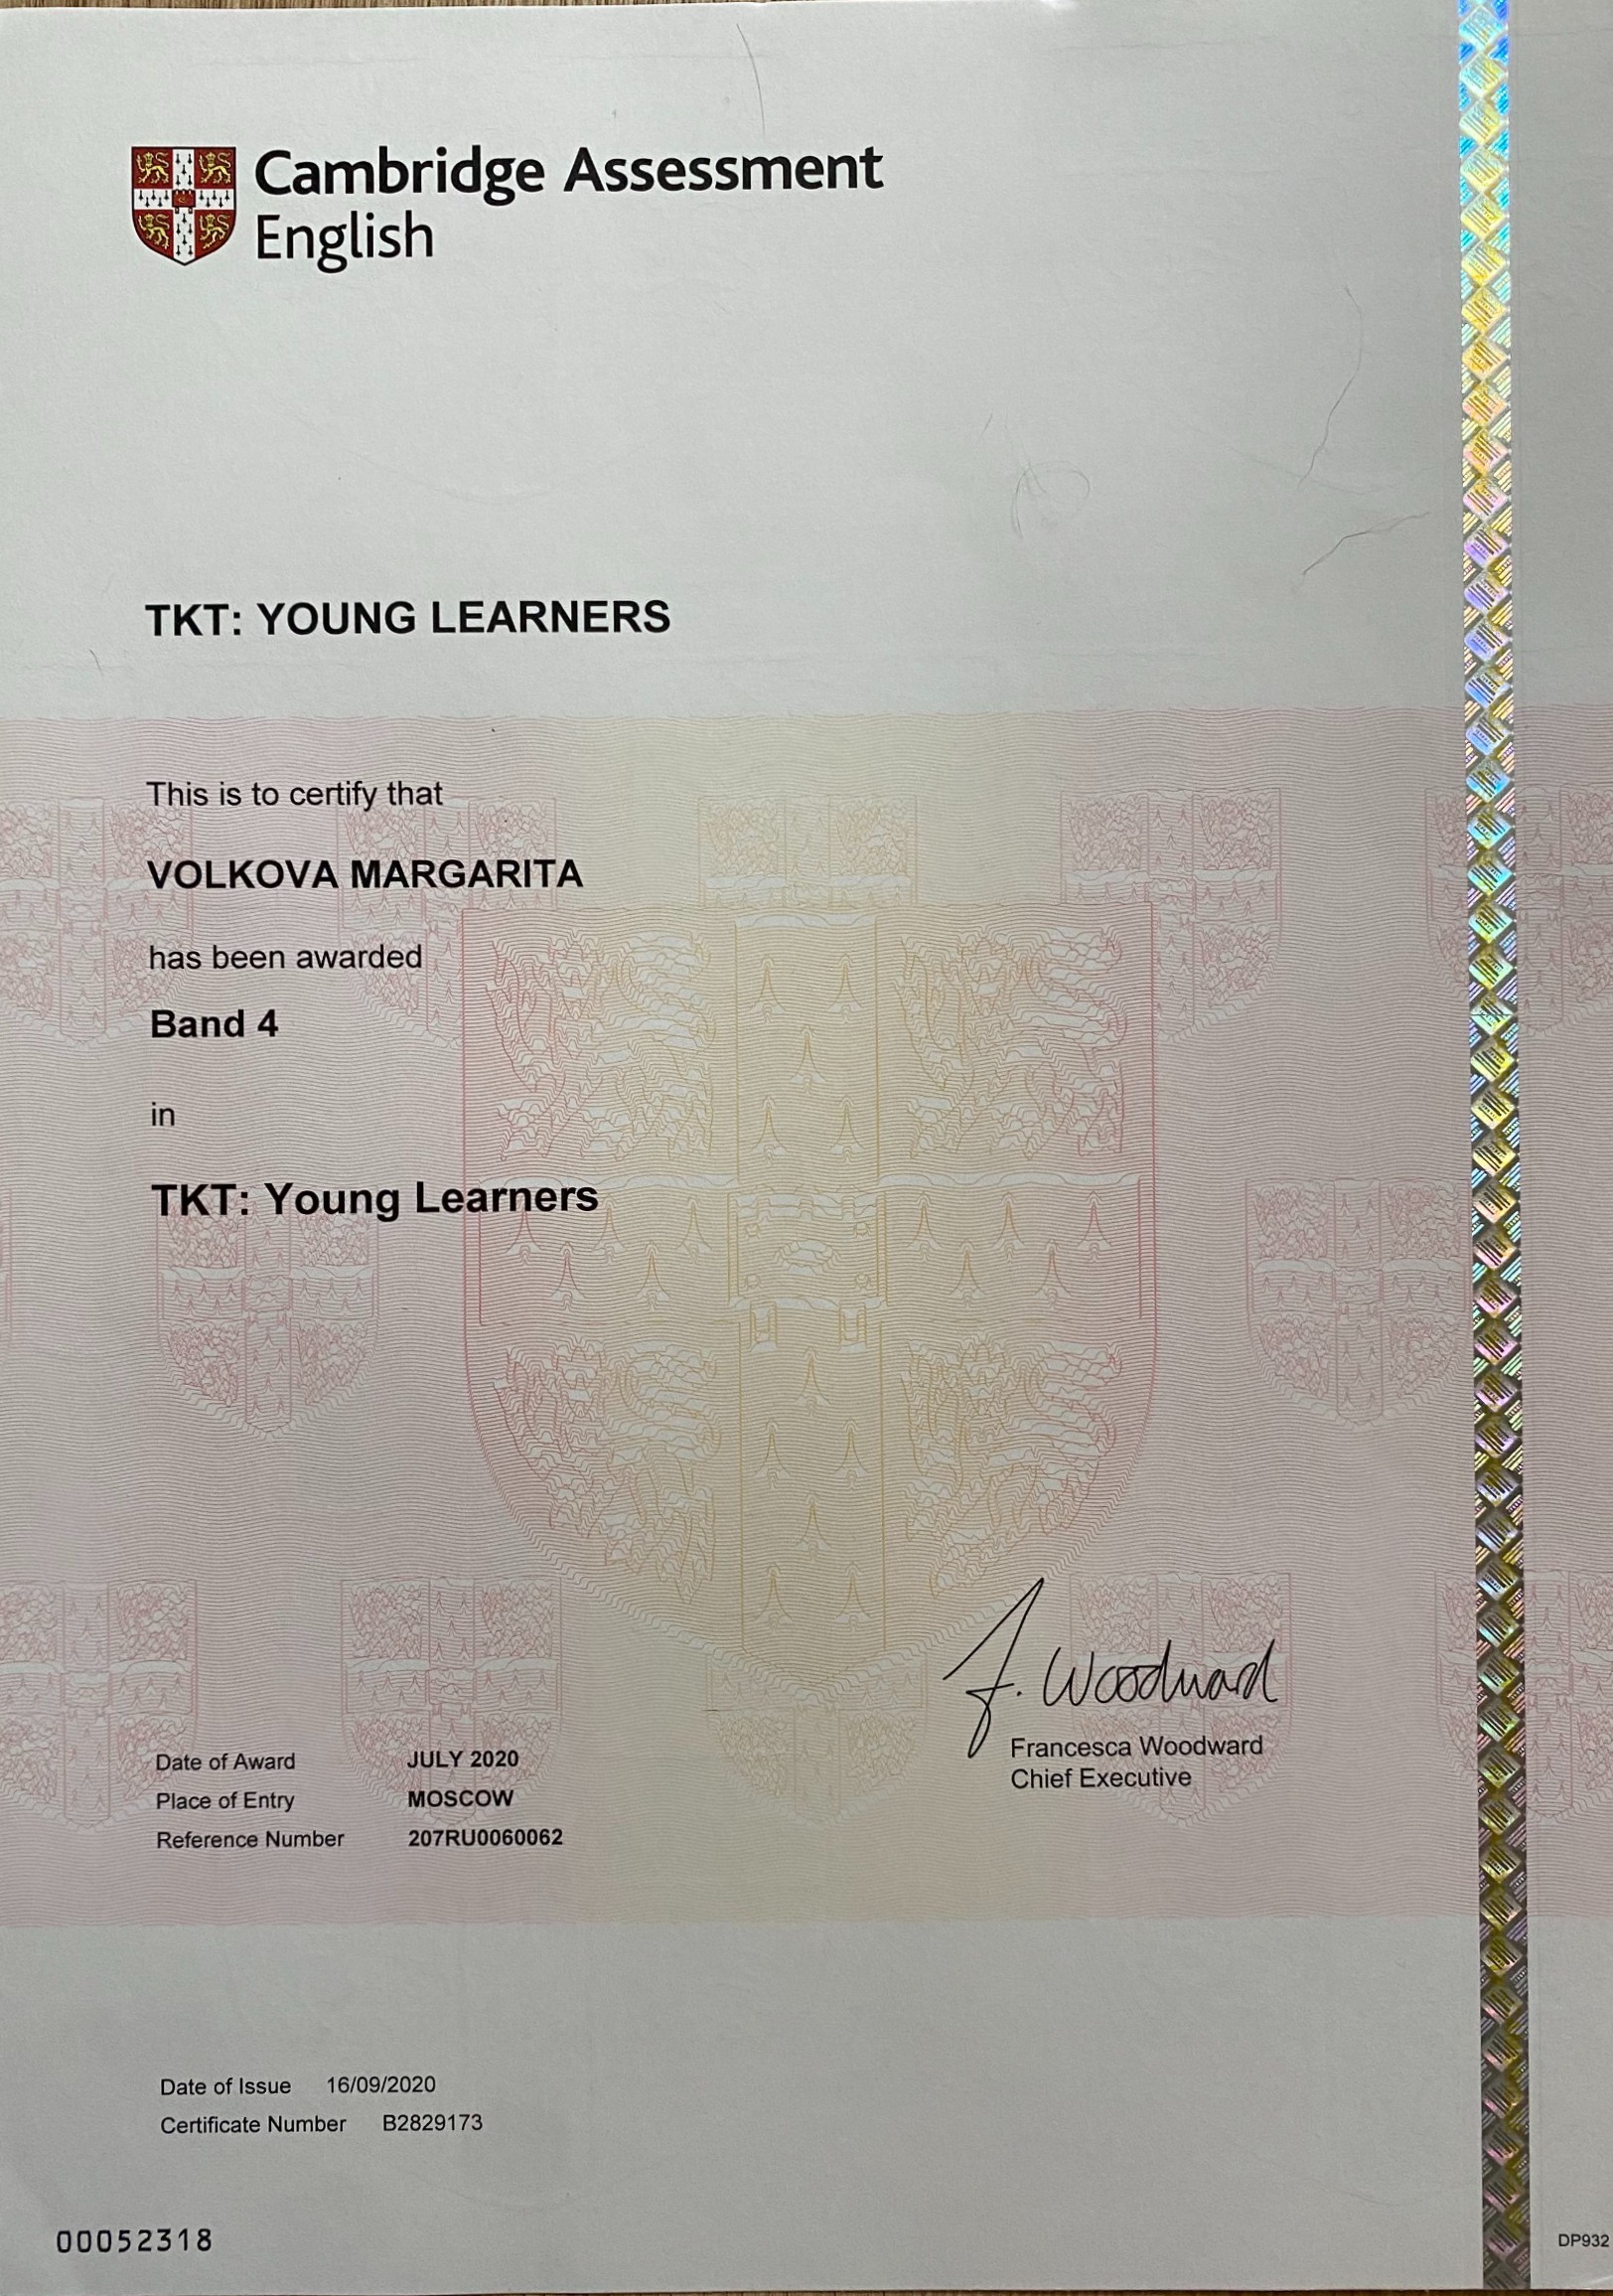 Cambridge Assessment
English
TKT: YOUNG LEARNERS
This is to certify that
VOLKOVA MARGARITA
has been awarded
Band 4
in
TKT: Young Learners
F. Woodward
Francesca Woodward
Chief Executive
Date of Award JULY 2020
Place of Entry MOSCOW
Reference Number 207RU0060062
Date of Issue 16/09/2020
Certificate Number B2829173
00052318
DP932